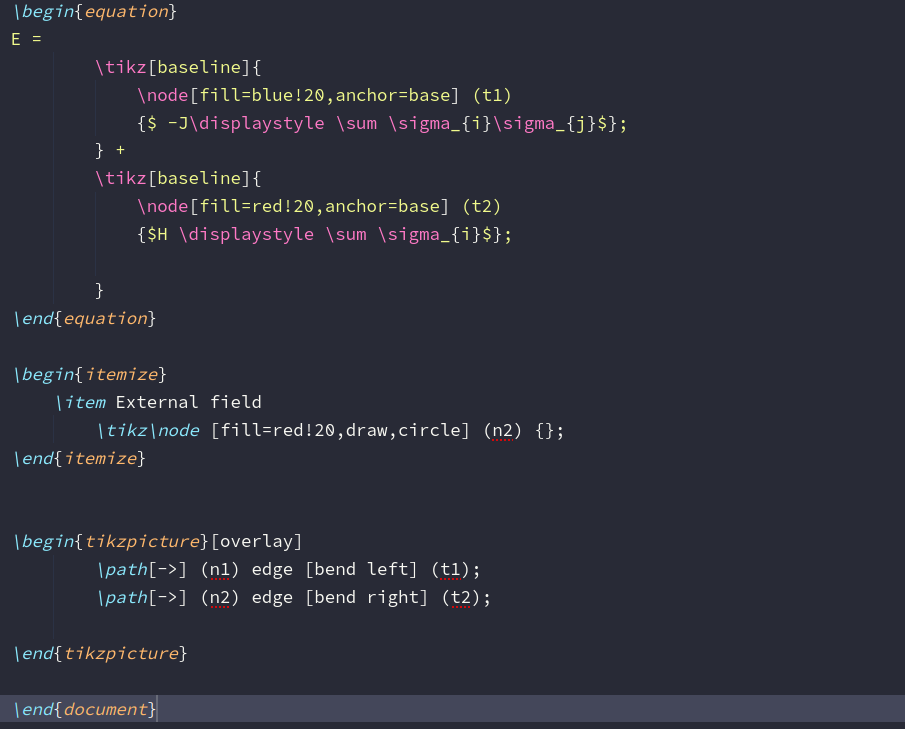 \begin{equation}
E =
\tikz[baseline]{
\node[fill=blue!20,anchor=base] (t1)
{$ -J\displaystyle \sum \sigma_{i}\sigma_{j}$};
} +
\tikz[baseline]{
\node[fill=red!20,anchor=base] (t2)
{$H \displaystyle \sum \sigma_{i}$};
}
\end{equation}
\begin{itemize}
\item External field
\tikz\node [fill=red!20,draw,circle] (n2) {};
\end{itemize}
\begin{tikzpicture}[overlay]
\path[->] (n1) edge [bend left] (t1);
\path[->] (n2) edge [bend right] (t2);
\end{tikzpicture}
\end{document}